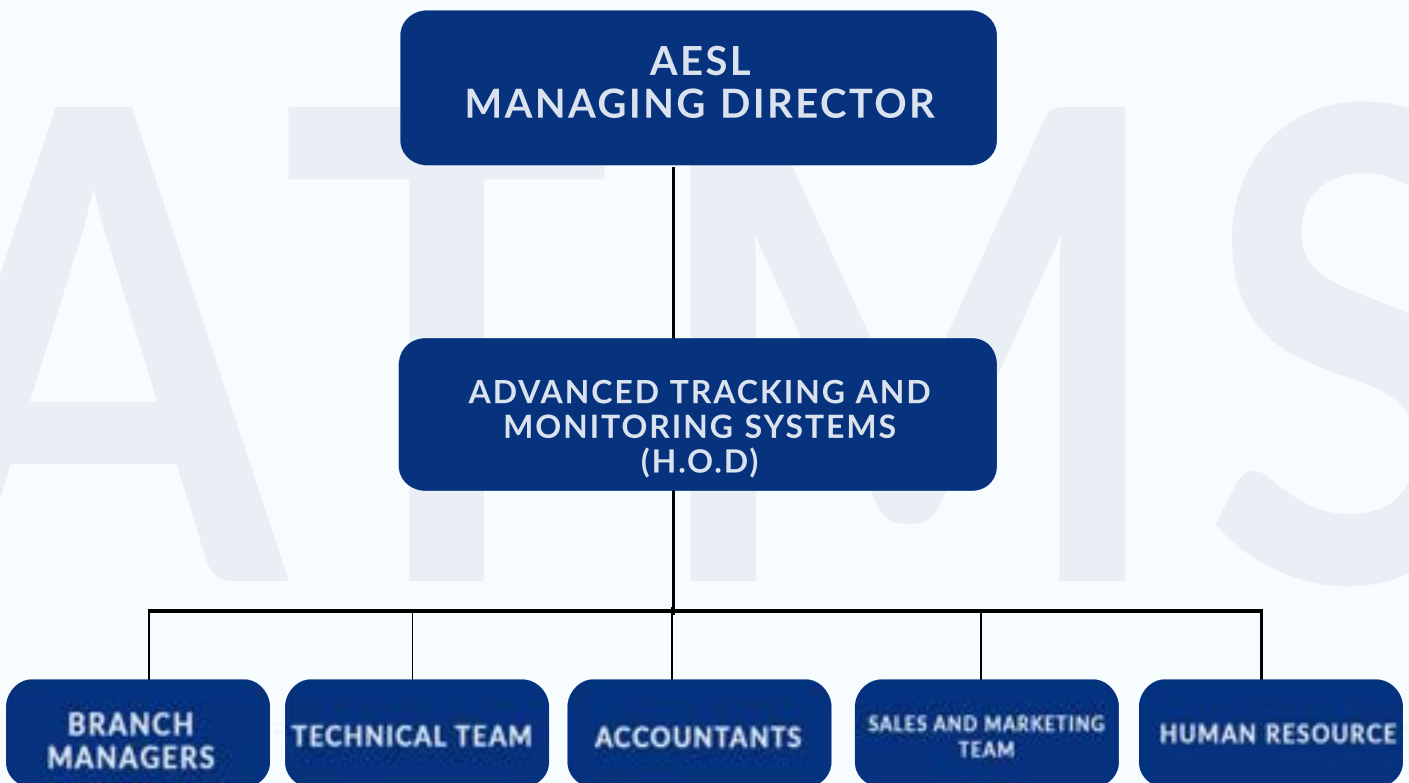 AESL
MANAGING DIRECTOR
ATMS
ADVANCED TRACKING AND
MONITORING SYSTEMS
(H.O.D)
BRANCH
MANAGERS
TECHNICAL TEAM
ACCOUNTANTS
SALES AND MARKETING
TEAM
HUMAN RESOURCE